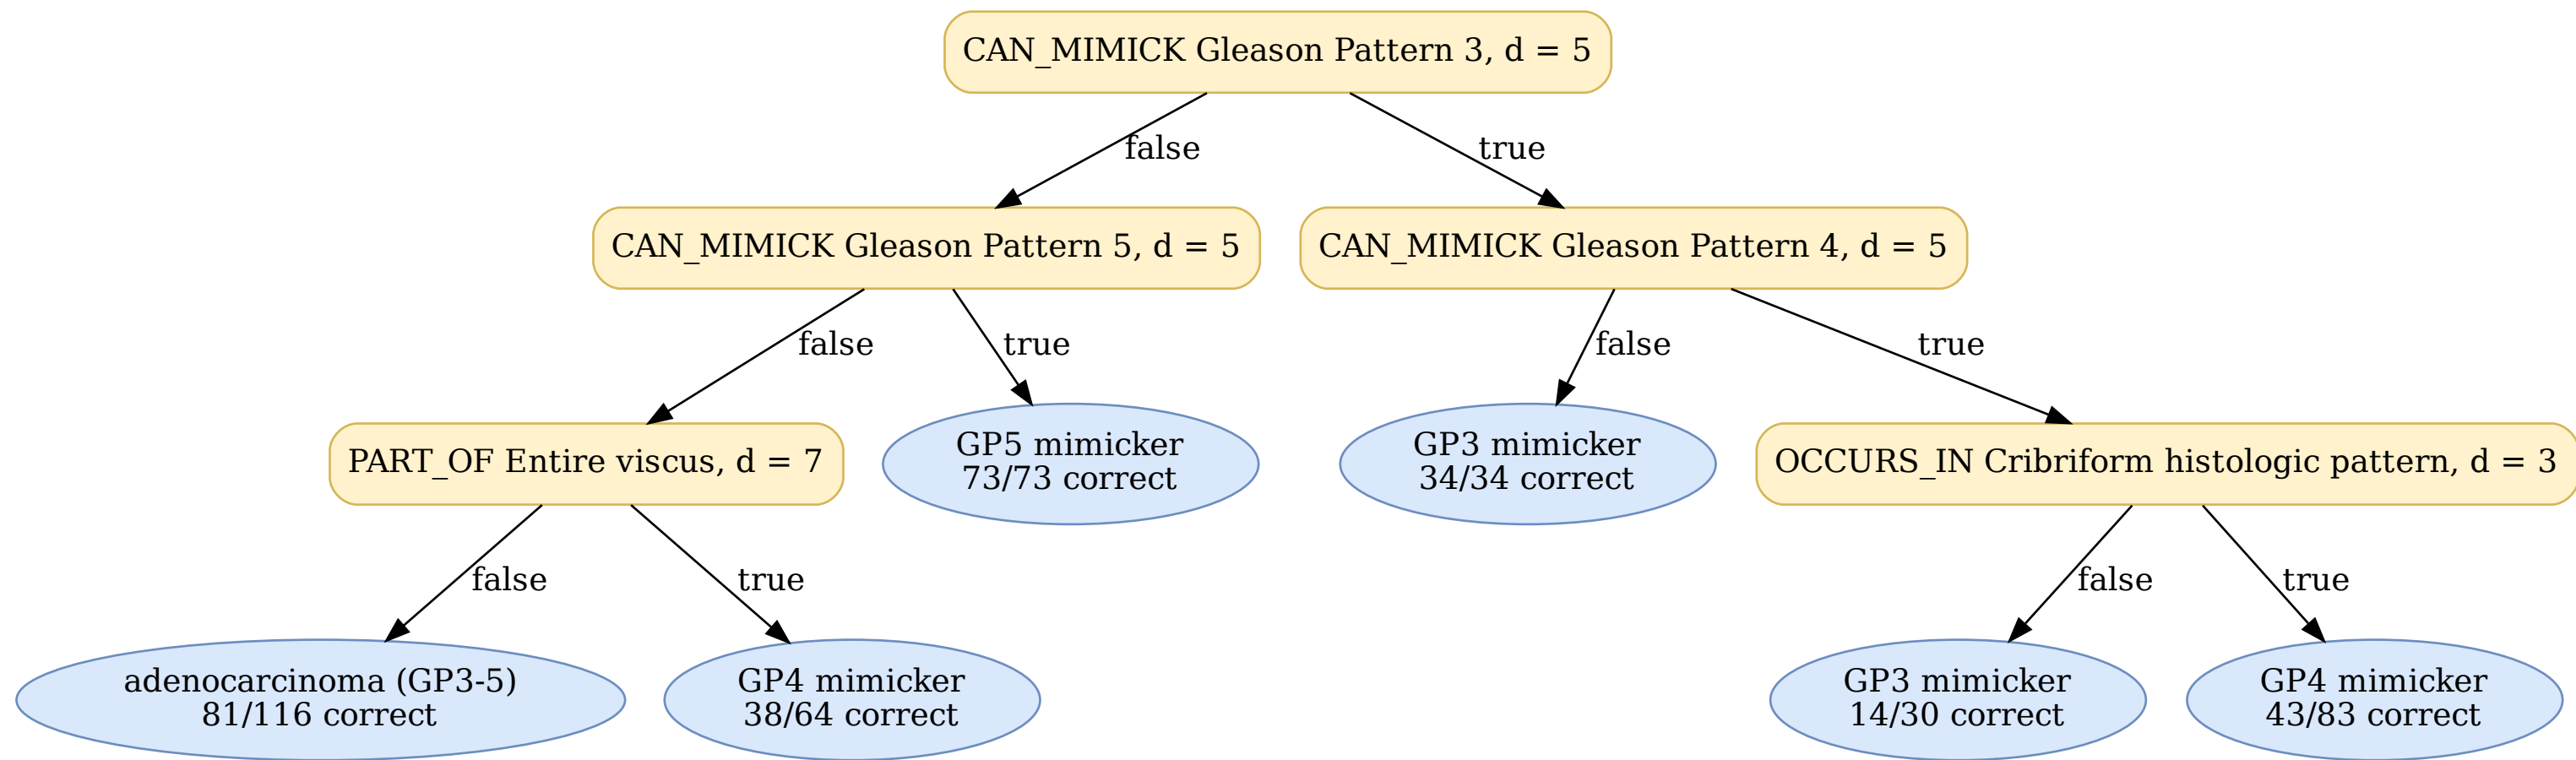 CAN_MIMICK Gleason Pattern 3, d = 5
false
true
CAN_MIMICK Gleason Pattern 5, d = 5
CAN_MIMICK Gleason Pattern 4, d = 5
false
true
false
true
PART_OF Entire viscus, d = 7
GP5 mimicker
73/73 correct
GP3 mimicker
34/34 correct
OCCURS_IN Cribriform histologic pattern, d = 3
false
true
false
true
adenocarcinoma (GP3-5)
81/116 correct
GP4 mimicker
38/64 correct
GP3 mimicker
14/30 correct
GP4 mimicker
43/83 correct